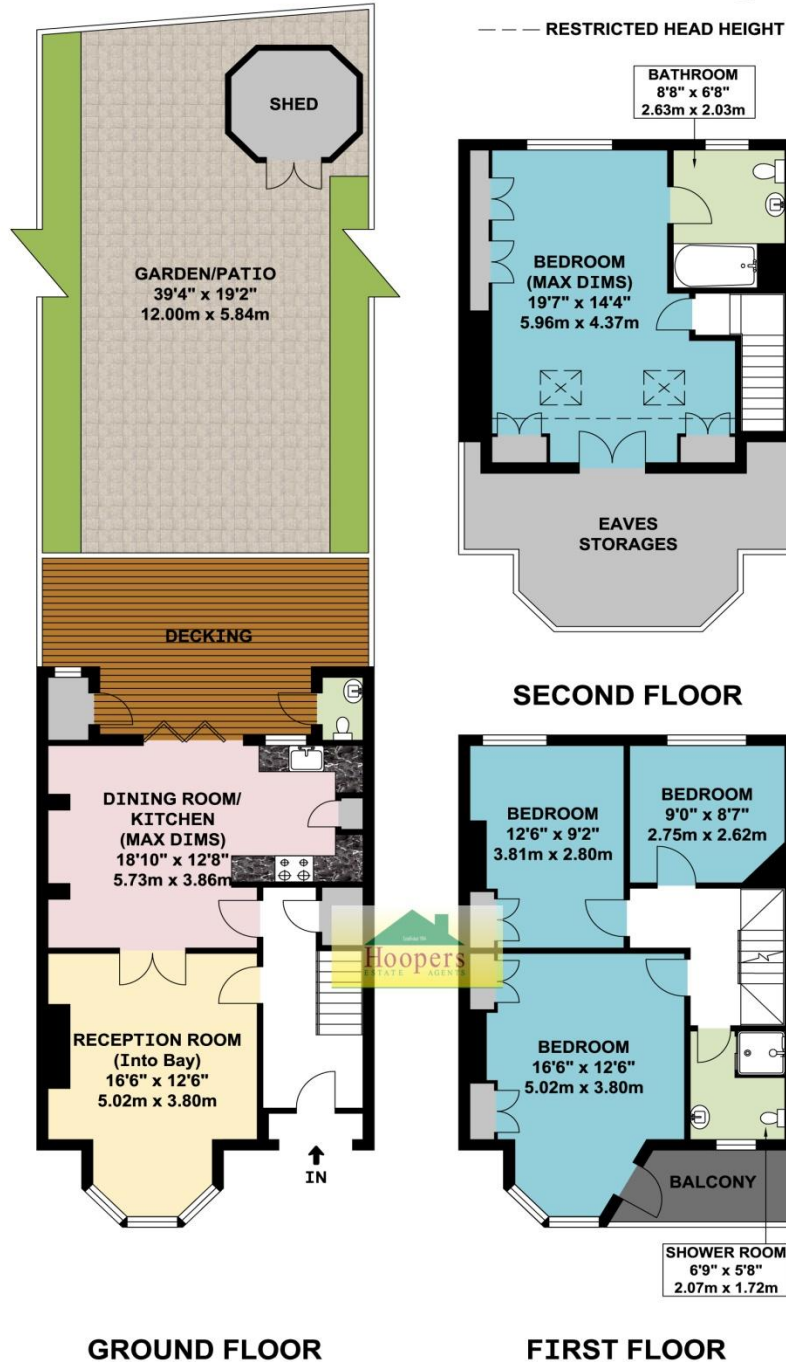 — — — RESTRICTED HEAD HEIGHT
SHED
GARDEN/PATIO
39'4" x 19'2"
12.00m x 5.84m
DECKING
DINING ROOM/
KITCHEN
(MAX DIMS)
18'10" x 12'8"
5.73m x 3.86m
RECEPTION ROOM
(Into Bay)
16'6" x 12'6"
5.02m x 3.80m
IN
GROUND FLOOR
BATHROOM
8'8" x 6'8"
2.63m x 2.03m
BEDROOM
(MAX DIMS)
19'7" x 14'4"
5.96m x 4.37m
EAVES
STORAGES
SECOND FLOOR
BEDROOM
12'6" x 9'2"
3.81m x 2.80m
BEDROOM
9'0" x 8'7"
2.75m x 2.62m
Hoopers
ESTATE AGENTS
BEDROOM
16'6" x 12'6"
5.02m x 3.80m
BALCONY
SHOWER ROOM
6'9" x 5'8"
2.07m x 1.72m
FIRST FLOOR